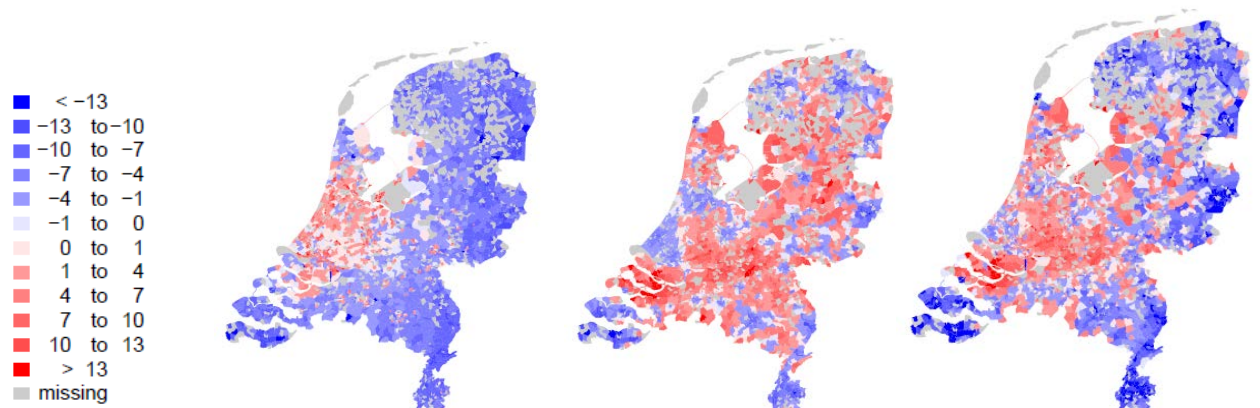 < −13
−13 to −10
−10 to −7
−7 to −4
−4 to −1
−1 to 0
0 to 1
1 to 4
4 to 7
7 to 10
10 to 13
> 13
missing